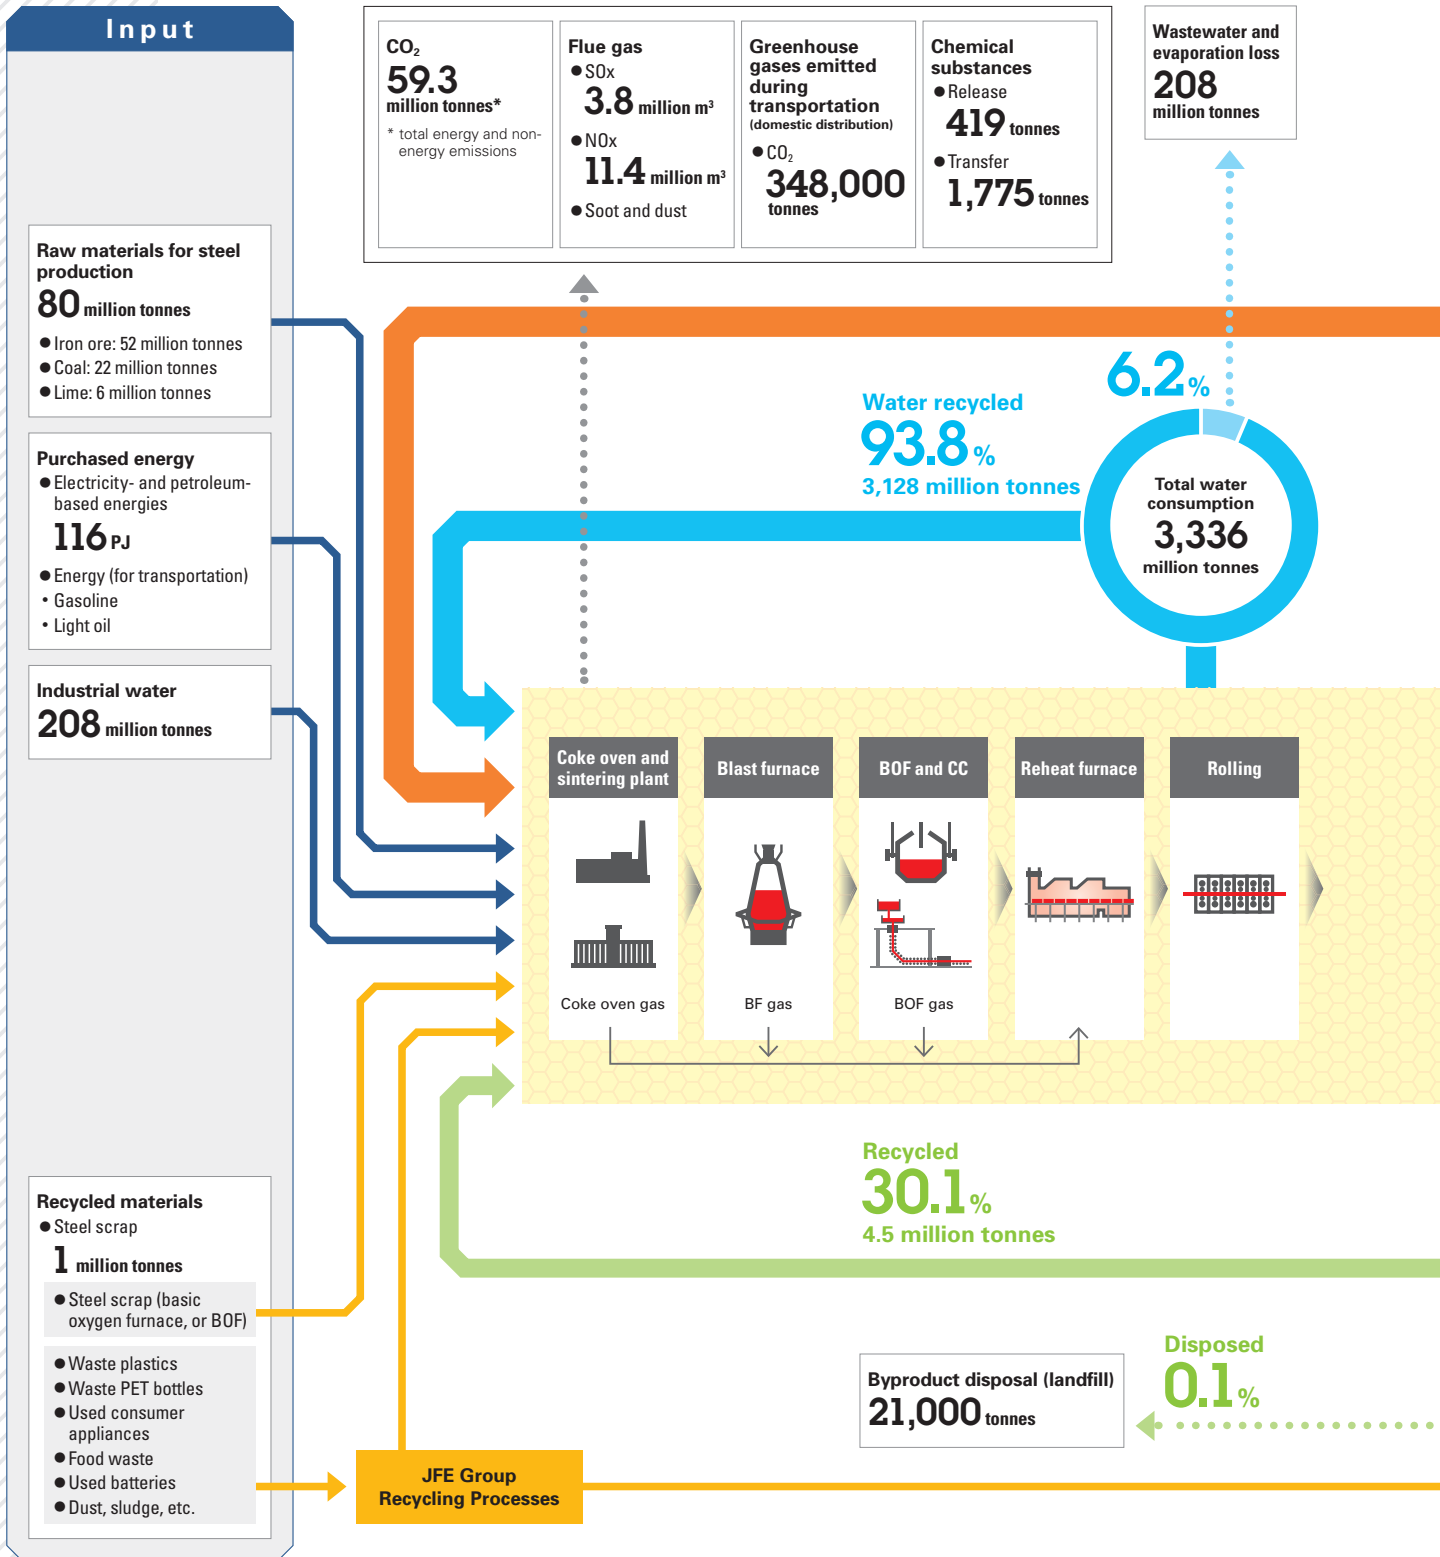 Input
Raw materials for steel
production
80 million tonnes
● Iron ore: 52 million tonnes
● Coal: 22 million tonnes
● Lime: 6 million tonnes
Purchased energy
● Electricity- and petroleum-
based energies
116 PJ
● Energy (for transportation)
• Gasoline
• Light oil
Industrial water
208 million tonnes
Recycled materials
● Steel scrap
1 million tonnes
● Steel scrap (basic
oxygen furnace, or BOF)
● Waste plastics
● Waste PET bottles
● Used consumer
appliances
● Food waste
● Used batteries
● Dust, sludge, etc.
CO₂
59.3
million tonnes*
* total energy and non-
energy emissions
Flue gas
● SOx
3.8 million m³
● NOx
11.4 million m³
● Soot and dust
Greenhouse
gases emitted
during
transportation
(domestic distribution)
● CO₂
348,000
tonnes
Chemical
substances
● Release
419 tonnes
● Transfer
1,775 tonnes
Wastewater and
evaporation loss
208
million tonnes
6.2%
Water recycled
93.8%
3,128 million tonnes
Total water
consumption
3,336
million tonnes
Coke oven and
sintering plant
Blast furnace
BOF and CC
Reheat furnace
Rolling
Coke oven gas
BF gas
BOF gas
Recycled
30.1%
4.5 million tonnes
Disposed
0.1%
Byproduct disposal (landfill)
21,000 tonnes
JFE Group
Recycling Processes